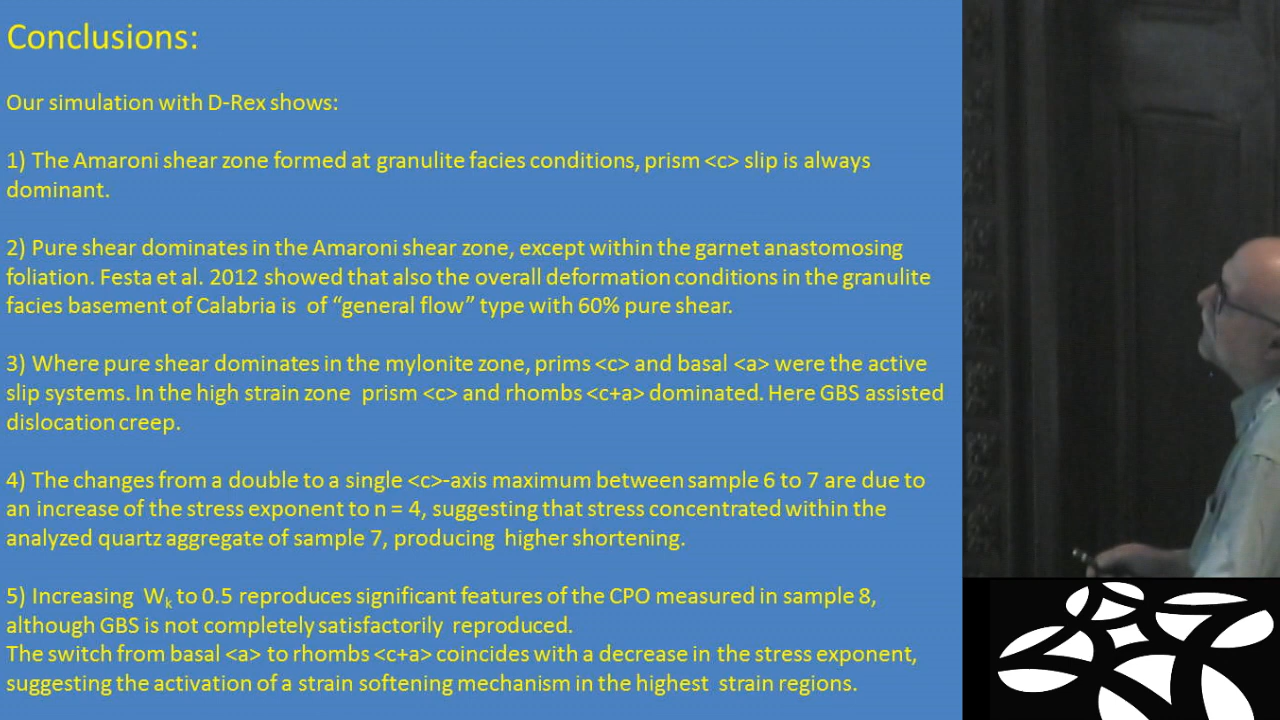 Conclusions:
Our simulation with D-Rex shows:
1) The Amaroni shear zone formed at granulite facies conditions, prism <c> slip is always
dominant.
2) Pure shear dominates in the Amaroni shear zone, except within the garnet anastomosing
foliation. Festa et al. 2012 showed that also the overall deformation conditions in the granulite
facies basement of Calabria is of “general flow” type with 60% pure shear.
3) Where pure shear dominates in the mylonite zone, prims <c> and basal <a> were the active
slip systems. In the high strain zone prism <c> and rhombs <c+a> dominated. Here GBS assisted
dislocation creep.
4) The changes from a double to a single <c>-axis maximum between sample 6 to 7 are due to
an increase of the stress exponent to n = 4, suggesting that stress concentrated within the
analyzed quartz aggregate of sample 7, producing higher shortening.
5) Increasing Wk to 0.5 reproduces significant features of the CPO measured in sample 8,
although GBS is not completely satisfactorily reproduced.
The switch from basal <a> to rhombs <c+a> coincides with a decrease in the stress exponent,
suggesting the activation of a strain softening mechanism in the highest strain regions.